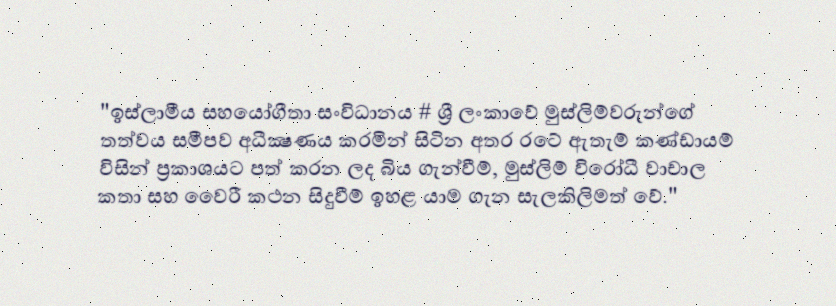 "ඉස්ලාමීය සහයෝගීතා සංවිධානය # ශ්‍රී ලංකාවේ මුස්ලිම්වරුන්ගේ
තත්වය සමීපව අධීක්‍ෂණය කරමින් සිටින අතර රටේ ඇතැම් කණ්ඩායම්
විසින් ප්‍රකාශයට පත් කරන ලද බිය ගැන්වීම්, මුස්ලිම් විරෝධී වාචාල
කතා සහ වෛරී කථන සිදුවීම් ඉහළ යාම ගැන සැලකිලිමත් වේ."